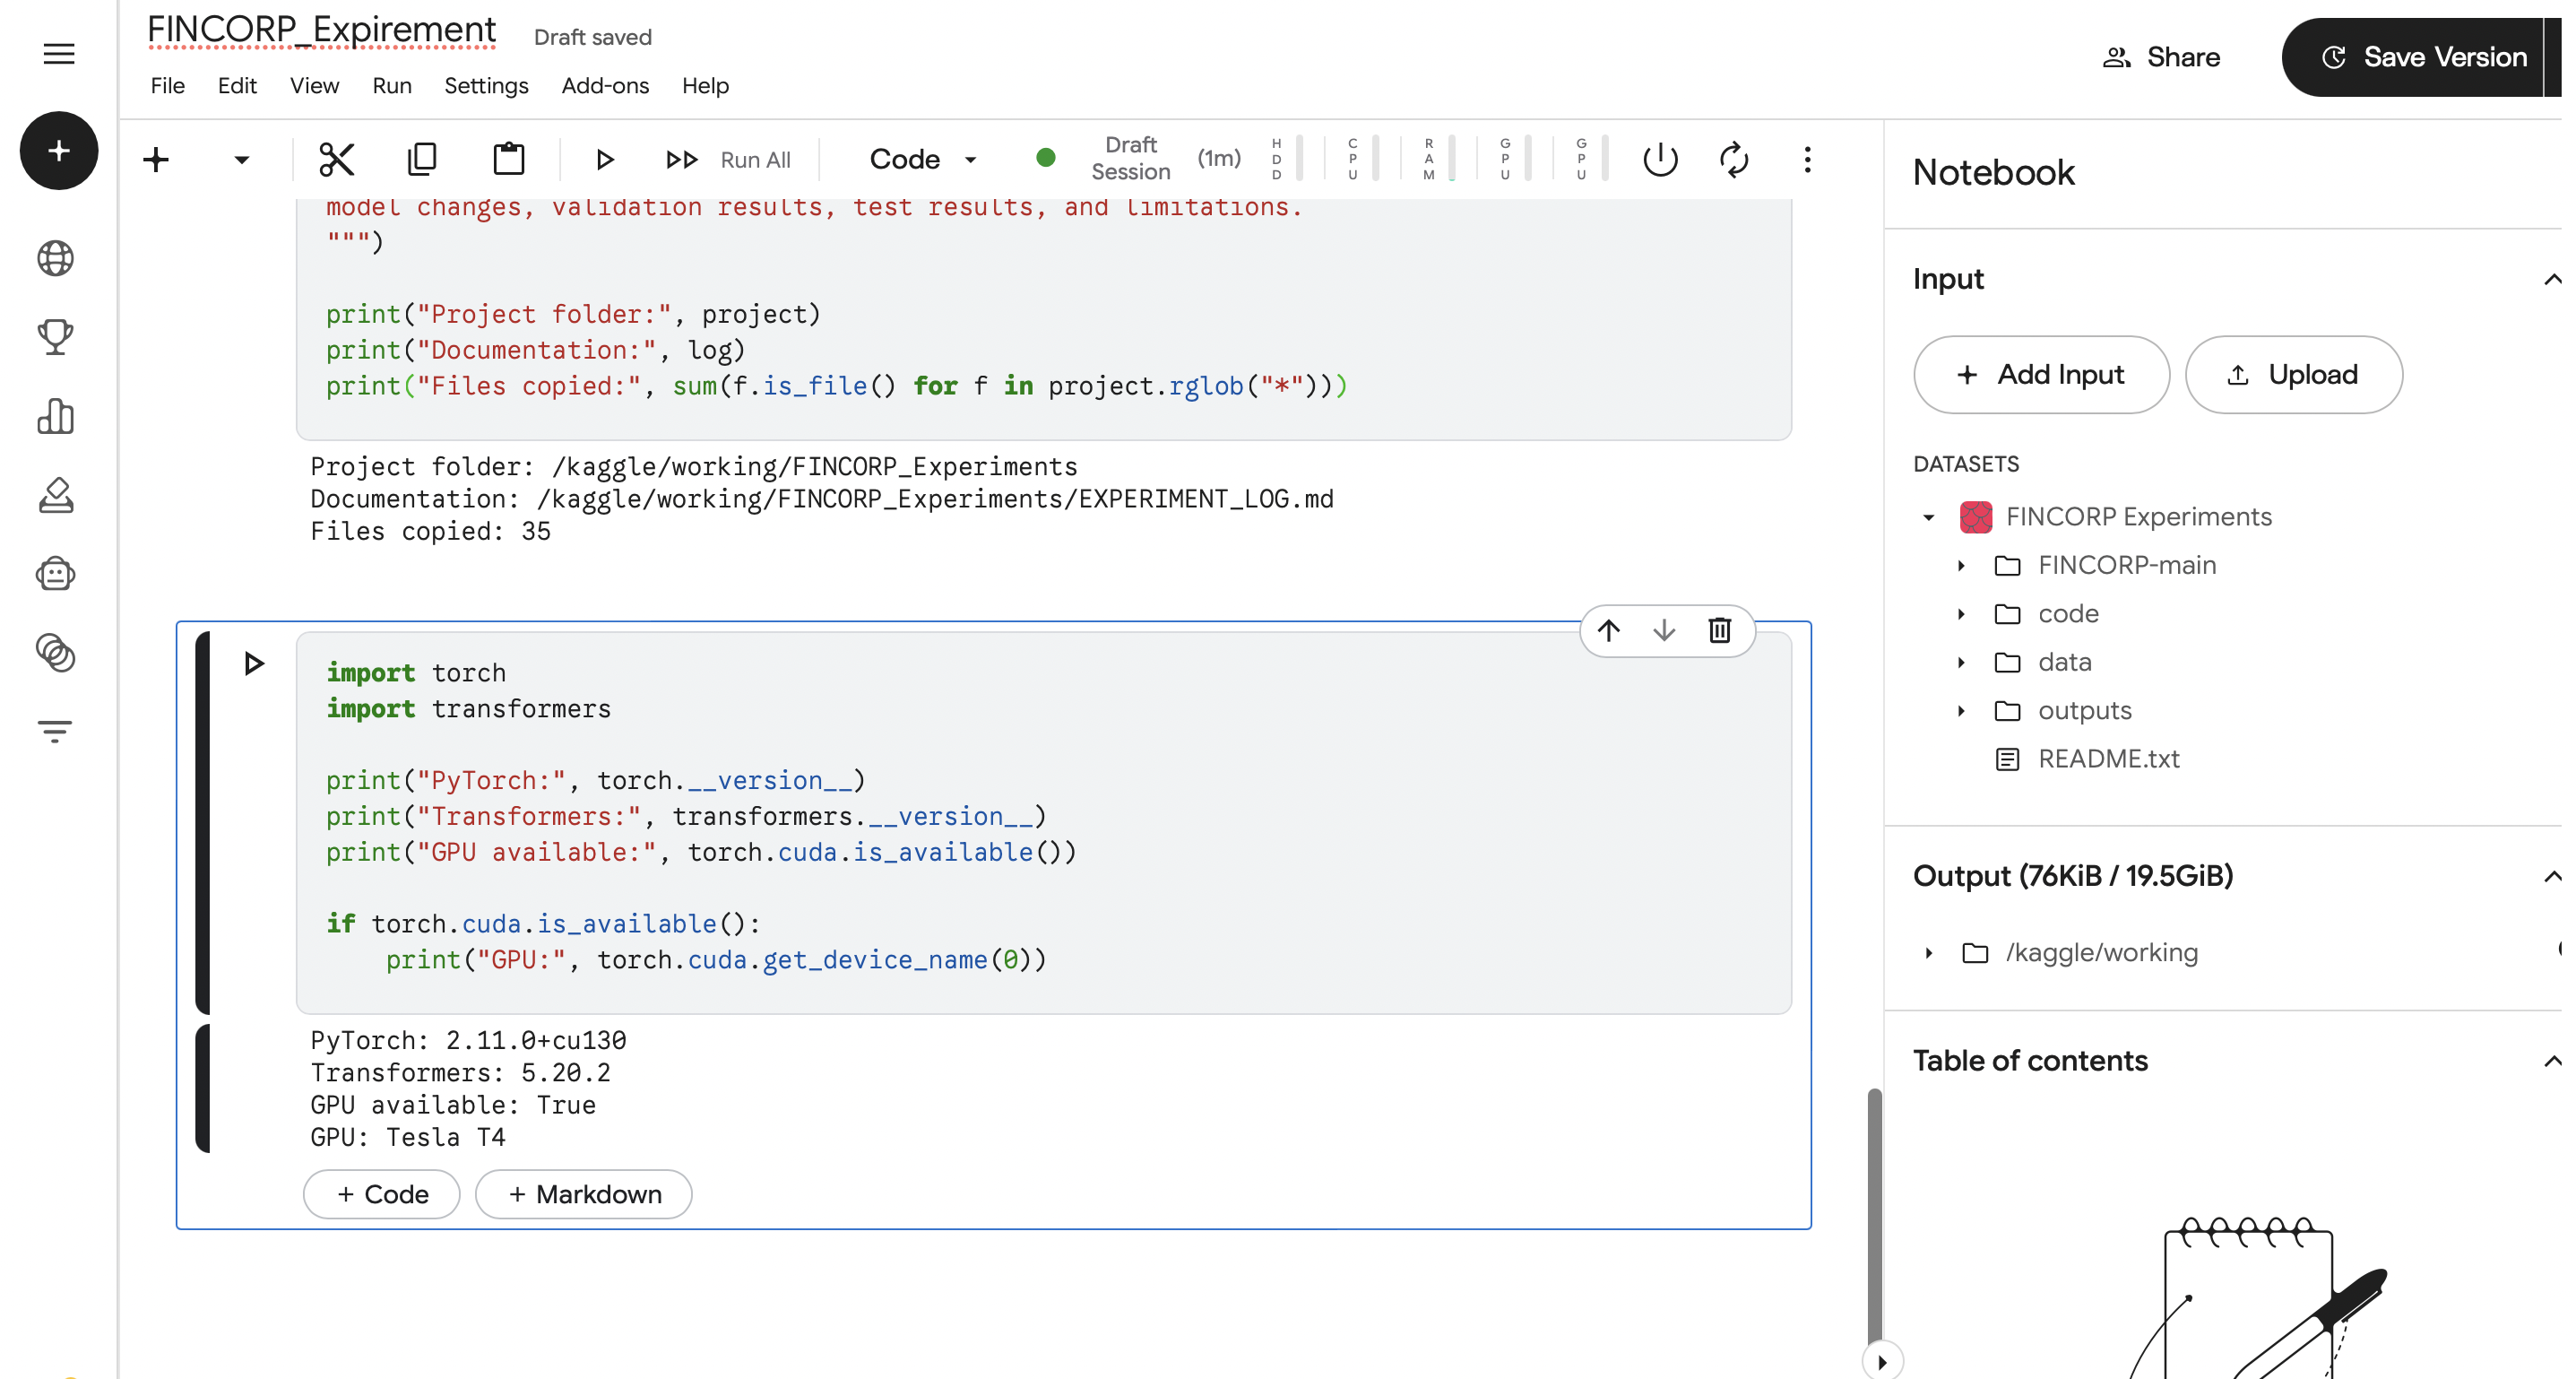 FINCORP_Expirement
Draft saved
File Edit View Run Settings Add-ons Help
Share
Save Version
Run All
Code
Draft Session
(1m)
HDD
CPU
RAM
GPU
GPU
model changes, validation results, test results, and limitations.
""")
print("Project folder:", project)
print("Documentation:", log)
print("Files copied:", sum(f.is_file() for f in project.rglob("*")))
Project folder: /kaggle/working/FINCORP_Experiments
Documentation: /kaggle/working/FINCORP_Experiments/EXPERIMENT_LOG.md
Files copied: 35
import torch
import transformers
print("PyTorch:", torch.__version__)
print("Transformers:", transformers.__version__)
print("GPU available:", torch.cuda.is_available())
if torch.cuda.is_available():
    print("GPU:", torch.cuda.get_device_name(0))
PyTorch: 2.11.0+cu130
Transformers: 5.20.2
GPU available: True
GPU: Tesla T4
+ Code
+ Markdown
Notebook
Input
+ Add Input
Upload
DATASETS
FINCORP Experiments
FINCORP-main
code
data
outputs
README.txt
Output (76KiB / 19.5GiB)
/kaggle/working
Table of contents